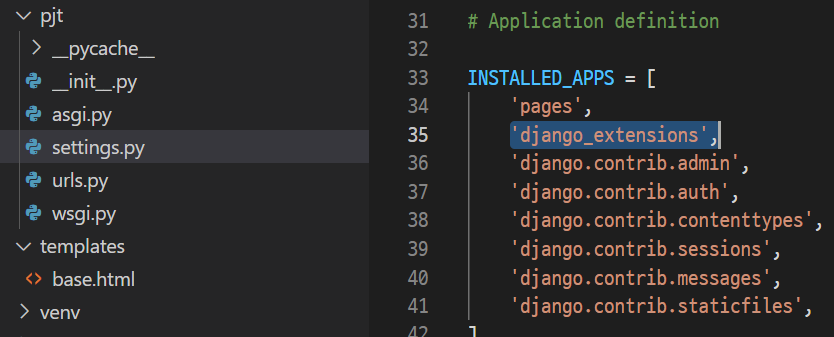 pjt
__pycache__
__init__.py
asgi.py
settings.py
urls.py
wsgi.py
templates
<> base.html
venv
31 # Application definition
32
33 INSTALLED_APPS = [
34 'pages',
35 'django_extensions',
36 'django.contrib.admin',
37 'django.contrib.auth',
38 'django.contrib.contenttypes',
39 'django.contrib.sessions',
40 'django.contrib.messages',
41 'django.contrib.staticfiles',
42 ]